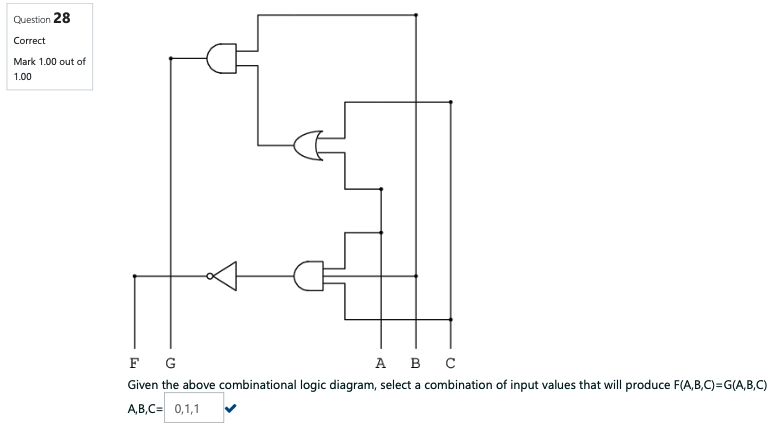 Question 28
Correct
Mark 1.00 out of
1.00
F G A B C
Given the above combinational logic diagram, select a combination of input values that will produce F(A,B,C)=G(A,B,C)
A,B,C= 0,1,1